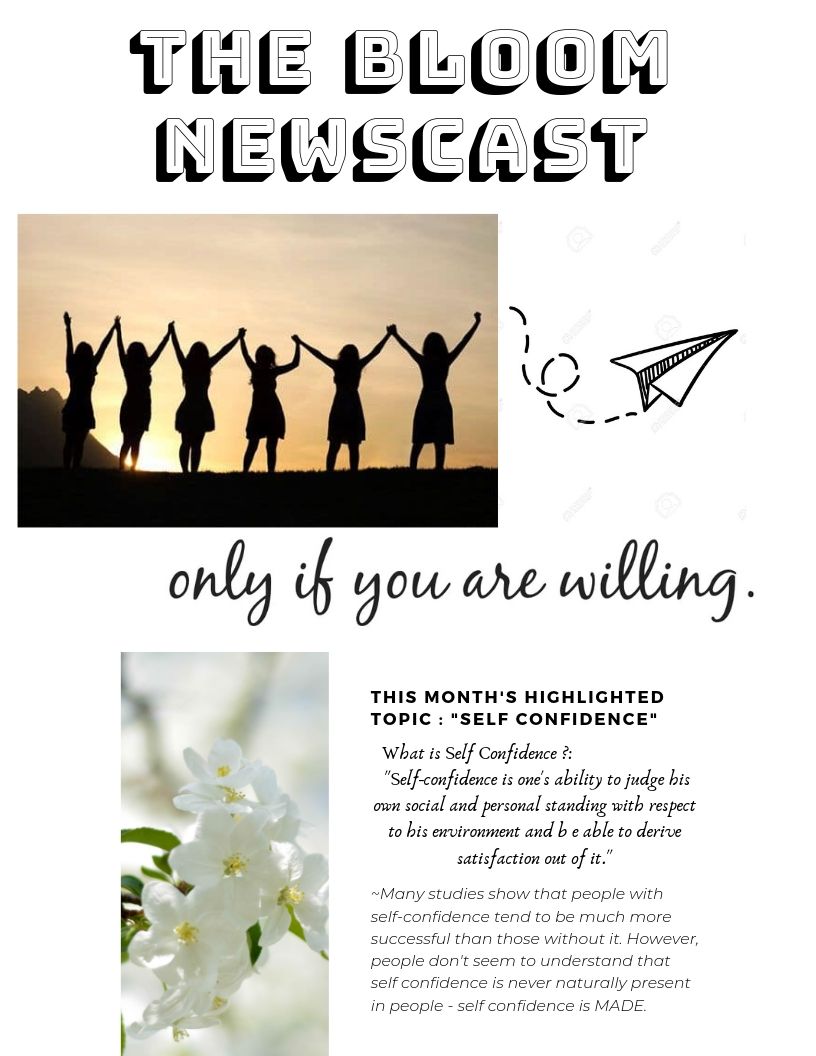 THE BLOOM
NEWSCAST
only if you are willing.
THIS MONTH'S HIGHLIGHTED
TOPIC : "SELF CONFIDENCE"
What is Self Confidence ?:
"Self-confidence is one's ability to judge his
own social and personal standing with respect
to his environment and b e able to derive
satisfaction out of it."
~Many studies show that people with
self-confidence tend to be much more
successful than those without it. However,
people don't seem to understand that
self confidence is never naturally present
in people - self confidence is MADE.